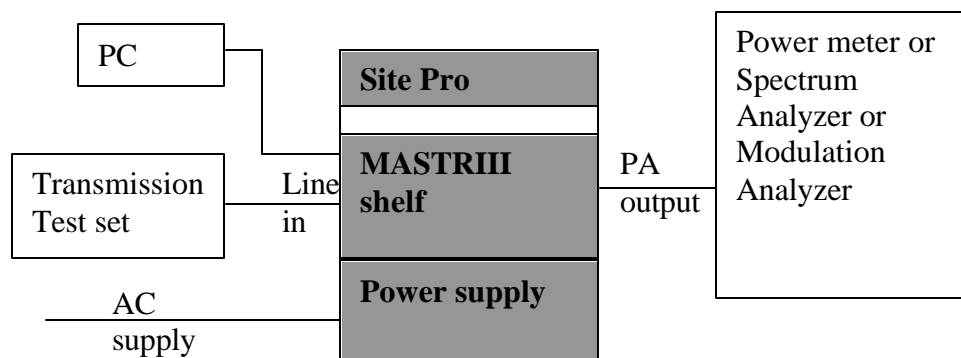 PC
Site Pro
Power meter or
Spectrum
Analyzer or
Modulation
Analyzer
Transmission
Test set
Line
in
MASTRIII
shelf
PA
output
AC
supply
Power supply